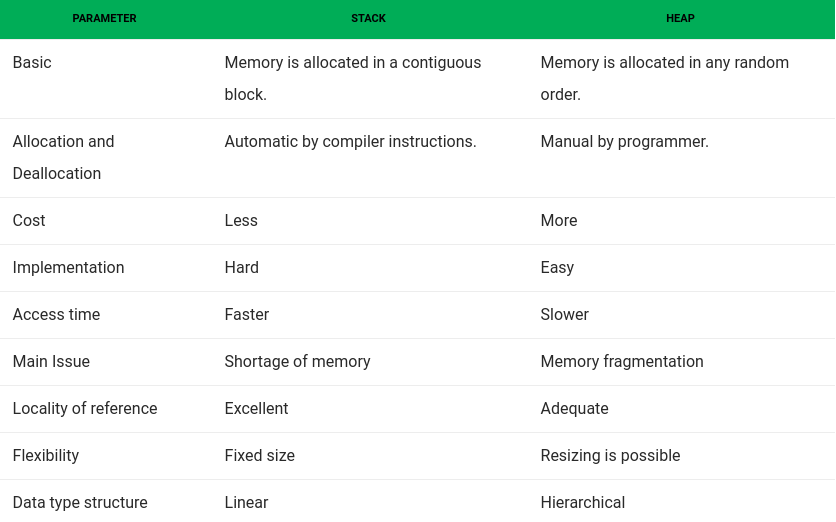 PARAMETER STACK HEAP
Basic Memory is allocated in a contiguous Memory is allocated in any random
block. order.
Allocation and Automatic by compiler instructions. Manual by programmer.
Deallocation
Cost Less More
Implementation Hard Easy
Access time Faster Slower
Main Issue Shortage of memory Memory fragmentation
Locality of reference Excellent Adequate
Flexibility Fixed size Resizing is possible
Data type structure Linear Hierarchical